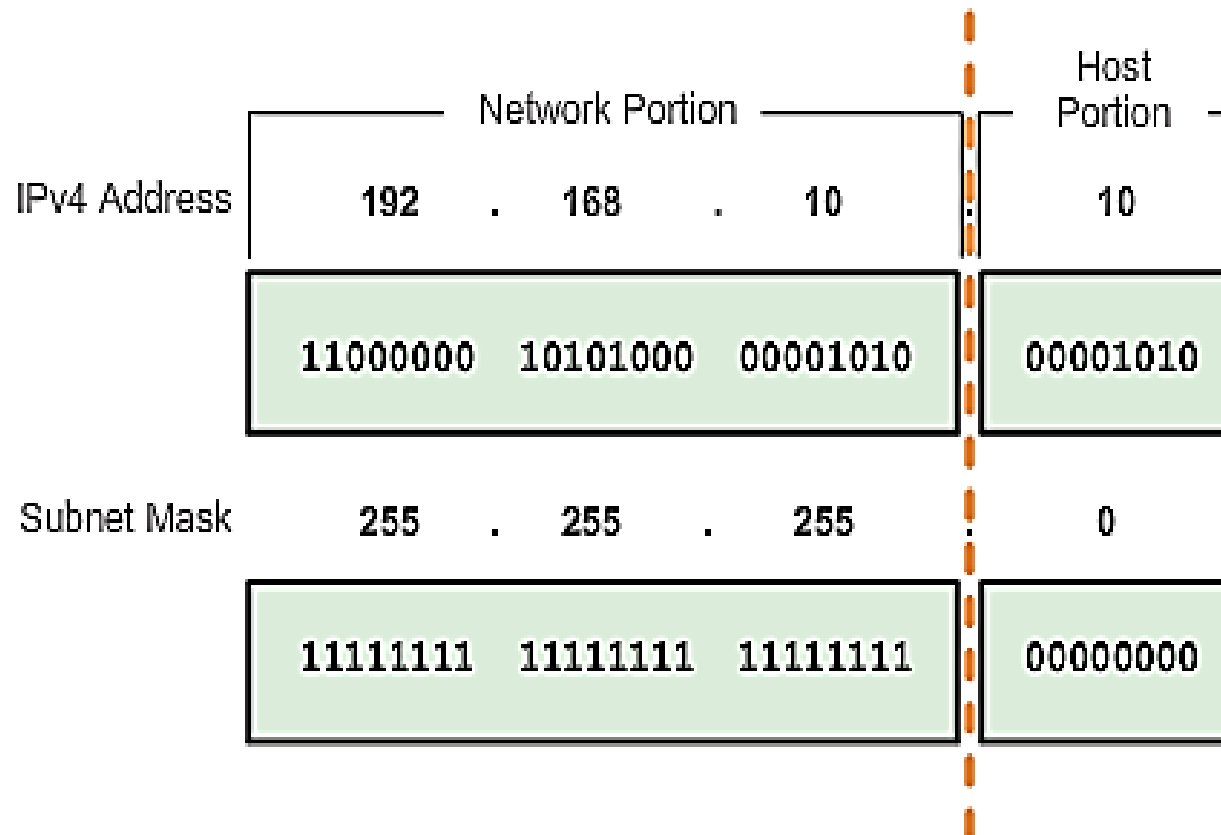 Host
Network Portion Portion
IPv4 Address 192 . 168 . 10 . 10
11000000 10101000 00001010 00001010
Subnet Mask 255 . 255 . 255 . 0
11111111 11111111 11111111 00000000